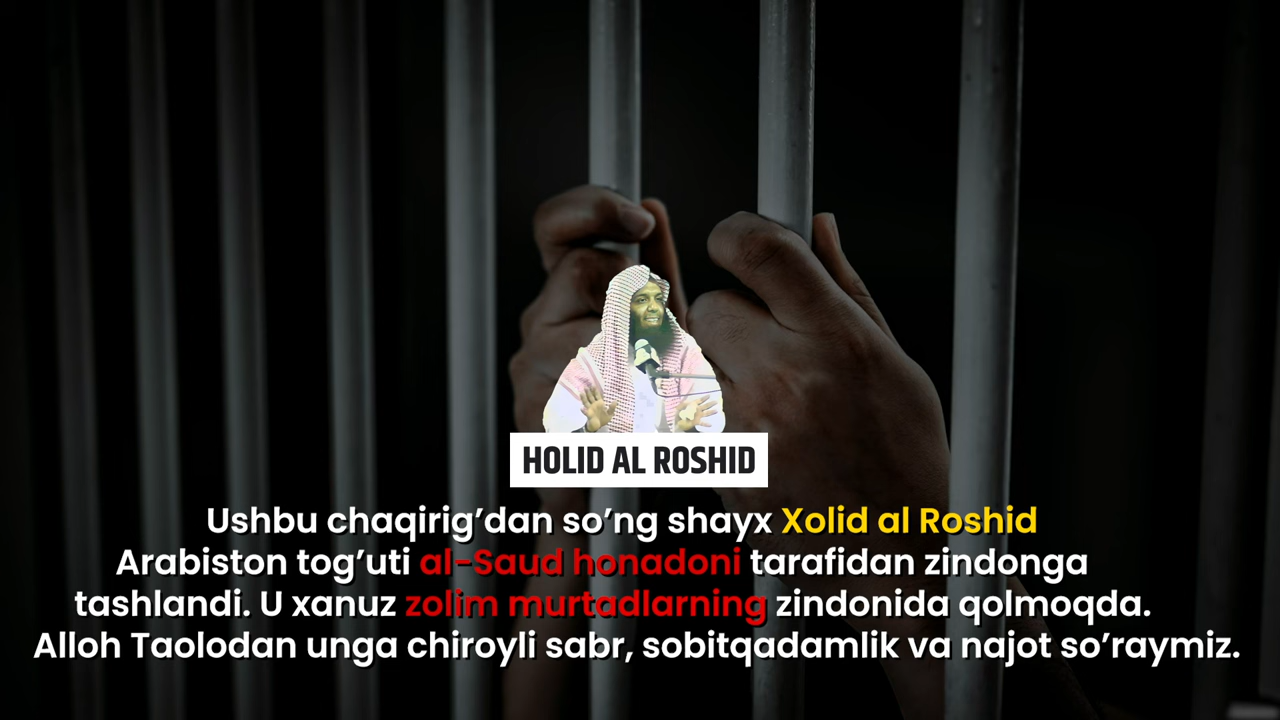 HOLID AL ROSHID
Ushbu chaqirig’dan so’ng shayx Xolid al Roshid
Arabiston tog’uti al-Saud honadoni tarafidan zindonga
tashlandi. U xanuz zolim murtadlarning zindonida qolmoqda.
Alloh Taolodan unga chiroyli sabr, sobitqadamlik va najot so’raymiz.